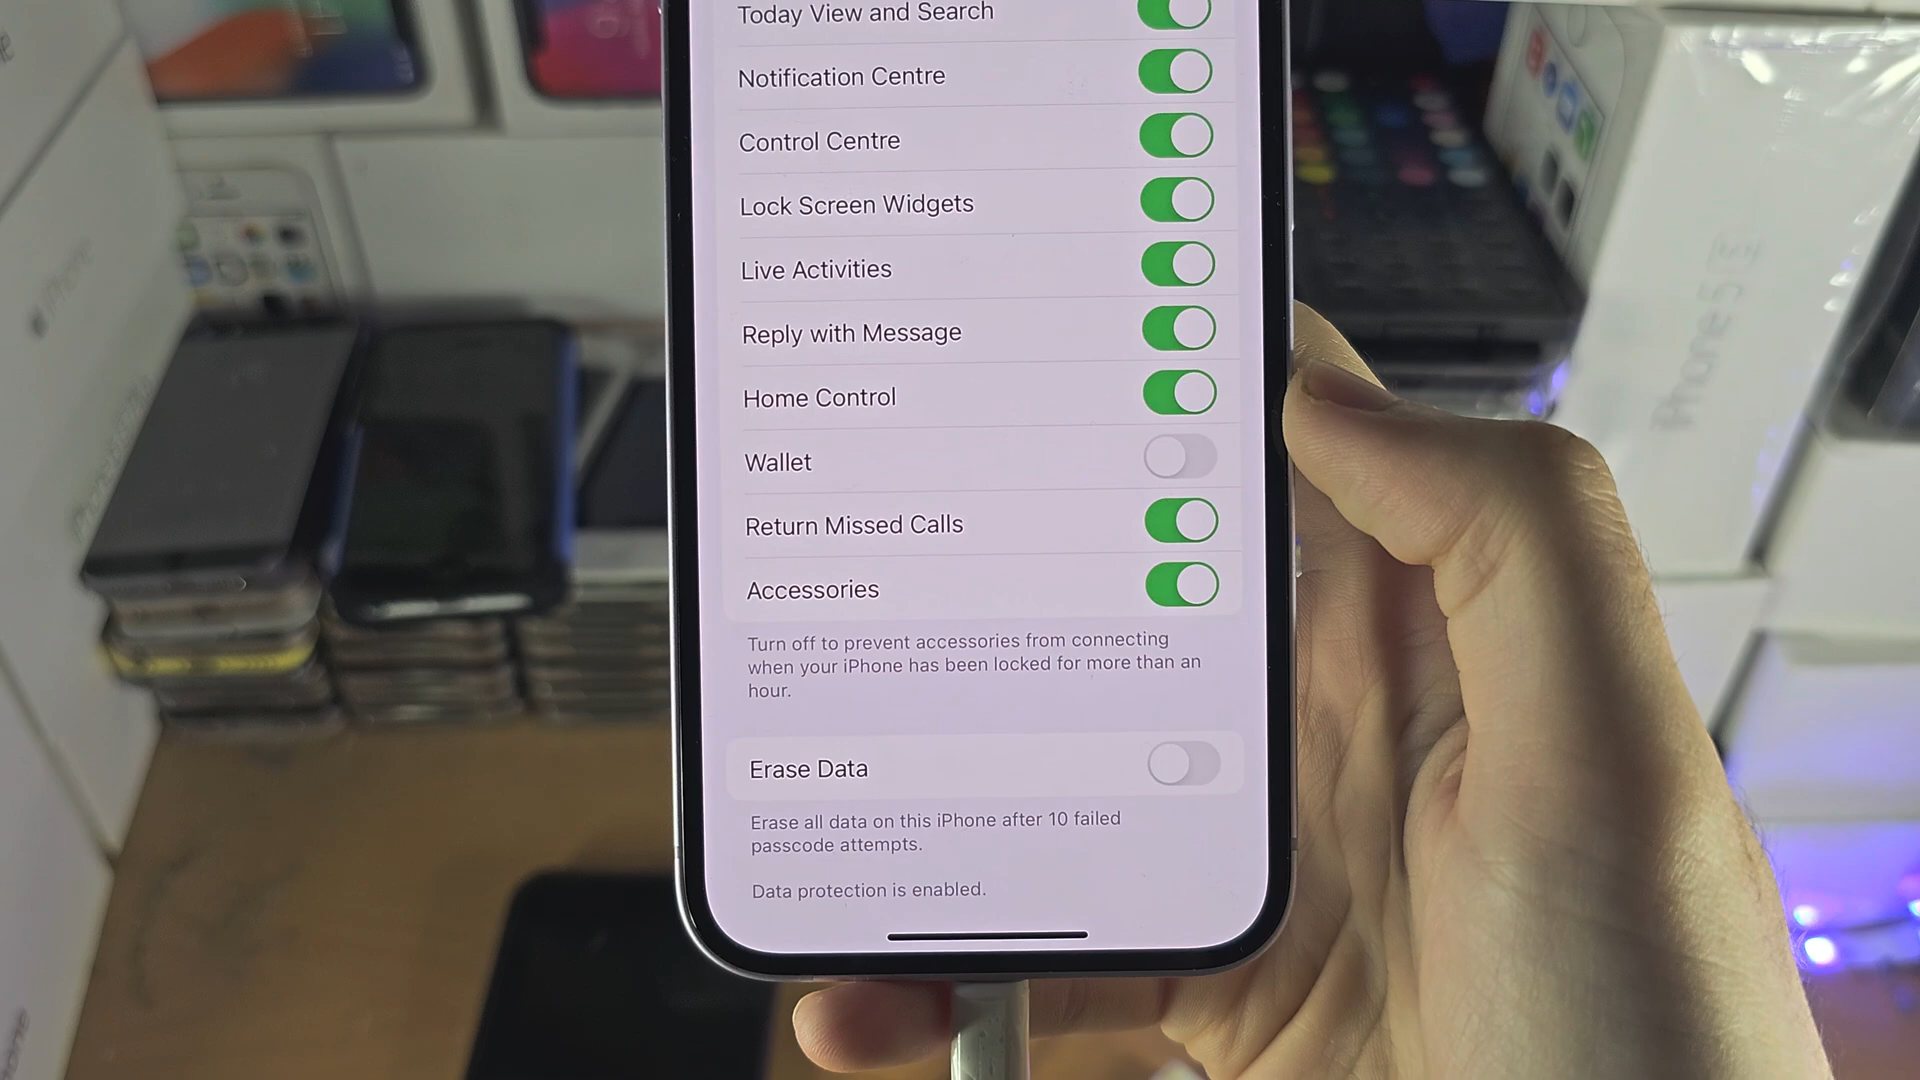 Today View and Search
Notification Centre
Control Centre
Lock Screen Widgets
Live Activities
Reply with Message
Home Control
Wallet
Return Missed Calls
Accessories
Turn off to prevent accessories from connecting
when your iPhone has been locked for more than an
hour.
Erase Data
Erase all data on this iPhone after 10 failed
passcode attempts.
Data protection is enabled.
iPhone
iPhone